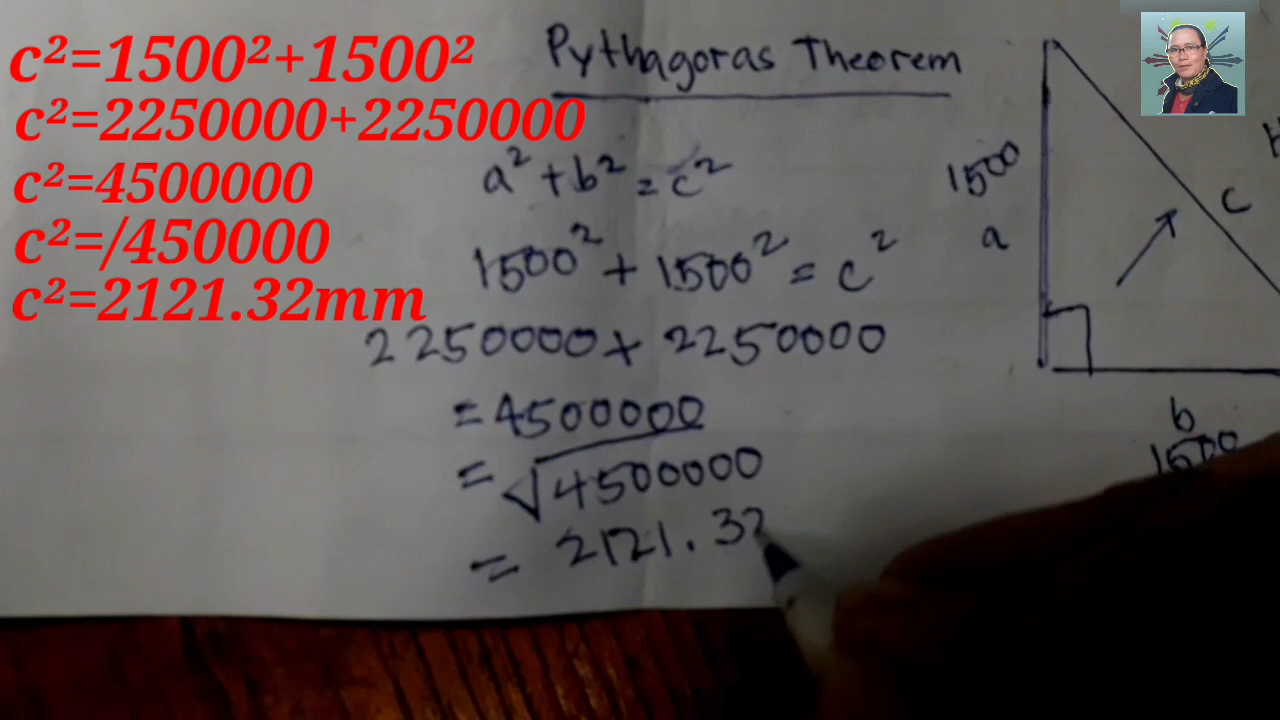 c²=1500²+1500²
c²=2250000+2250000
c²=4500000
c²=/450000
c²=2121.32mm
Pythagoras Theorem
a² + b² = c²
1500² + 1500² = c²
2250000 + 2250000
= 4500000
= √4500000
= 2121.32
1500
a
c
b
1500